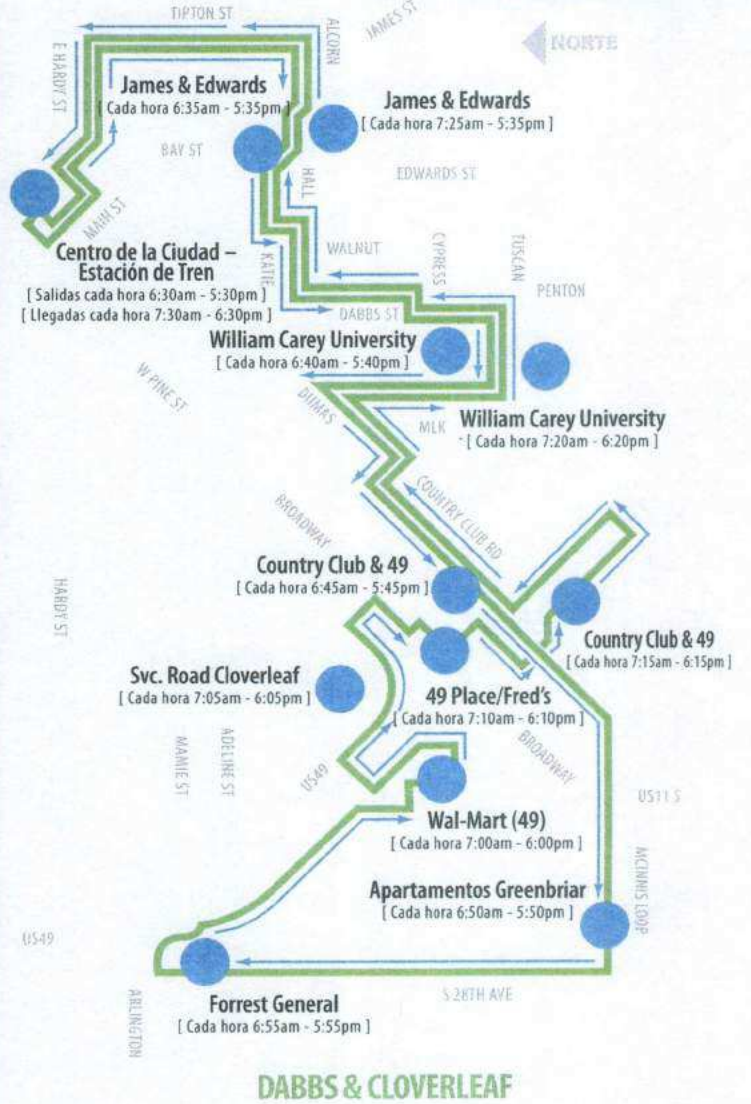 TIPTON ST
ALCORN
JAMES ST
NORTE
E HARDY ST
James & Edwards
[ Cada hora 6:35am - 5:35pm ]
James & Edwards
[ Cada hora 7:25am - 5:35pm ]
BAY ST
HALL
EDWARDS ST
MAIN ST
Centro de la Ciudad –
Estación de Tren
[ Salidas cada hora 6:30am - 5:30pm ]
[ Llegadas cada hora 7:30am - 6:30pm ]
KATIE
WALNUT
CYPRESS
TUSCAN
PENTON
DABBS ST
William Carey University
[ Cada hora 6:40am - 5:40pm ]
W PINE ST
DUMAS
MLK
William Carey University
[ Cada hora 7:20am - 6:20pm ]
BROADWAY
COUNTRY CLUB RD
Country Club & 49
[ Cada hora 6:45am - 5:45pm ]
HARDY ST
Country Club & 49
[ Cada hora 7:15am - 6:15pm ]
Svc. Road Cloverleaf
[ Cada hora 7:05am - 6:05pm ]
49 Place/Fred's
[ Cada hora 7:10am - 6:10pm ]
MAMIE ST
ADELINE ST
US49
BROADWAY
US11 S
Wal-Mart (49)
[ Cada hora 7:00am - 6:00pm ]
Apartamentos Greenbriar
[ Cada hora 6:50am - 5:50pm ]
MCINNIS LOOP
US49
ARLINGTON
Forrest General
[ Cada hora 6:55am - 5:55pm ]
S 28TH AVE
DABBS & CLOVERLEAF